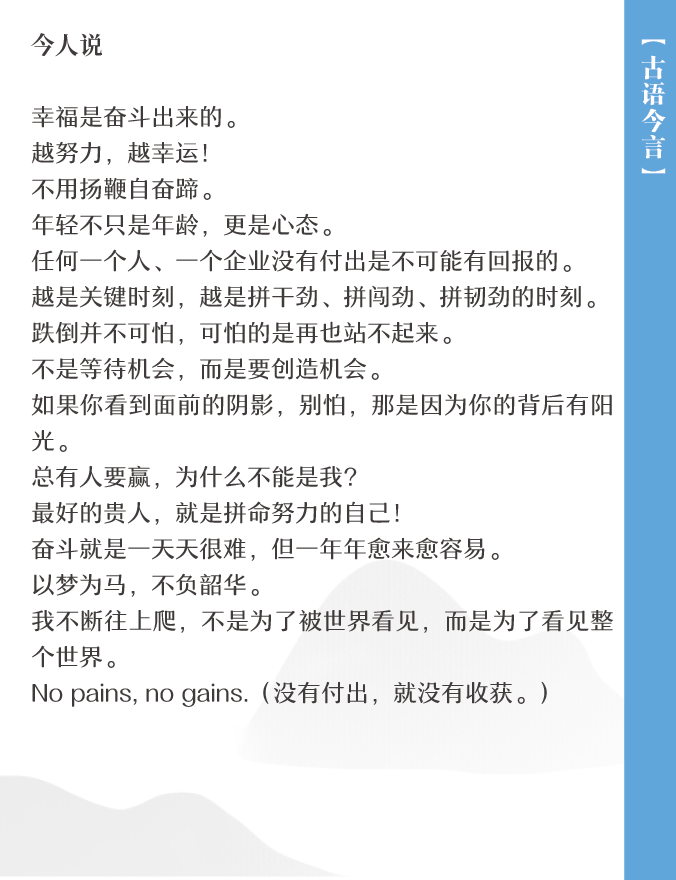 今人说
幸福是奋斗出来的。
越努力，越幸运！
不用扬鞭自奋蹄。
年轻不只是年龄，更是心态。
任何一个人、一个企业没有付出是不可能有回报的。
越是关键时刻，越是拼干劲、拼闯劲、拼韧劲的时刻。
跌倒并不可怕，可怕的是再也站不起来。
不是等待机会，而是要创造机会。
如果你看到面前的阴影，别怕，那是因为你的背后有阳
光。
总有人要赢，为什么不能是我？
最好的贵人，就是拼命努力的自己！
奋斗就是一天天很难，但一年年愈来愈容易。
以梦为马，不负韶华。
我不断往上爬，不是为了被世界看见，而是为了看见整
个世界。
No pains, no gains.（没有付出，就没有收获。）
【古语今言】